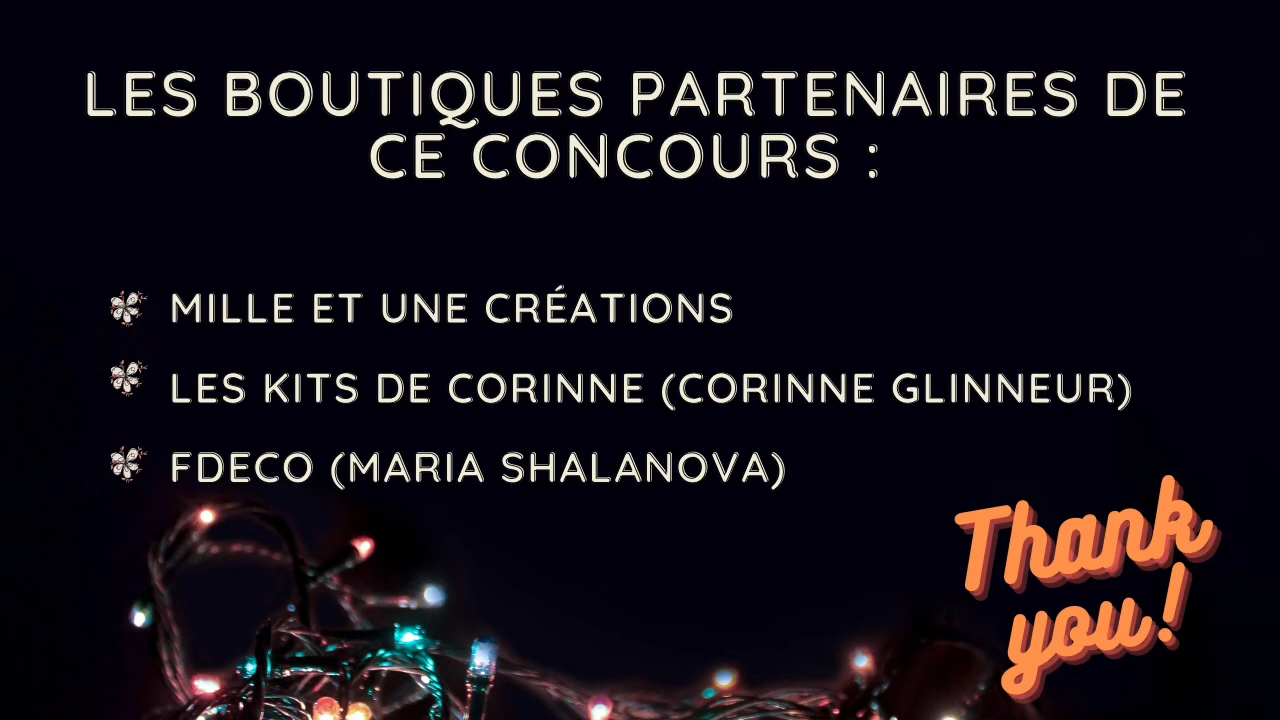 LES BOUTIQUES PARTENAIRES DE
CE CONCOURS :
MILLE ET UNE CRÉATIONS
LES KITS DE CORINNE (CORINNE GLINNEUR)
FDECO (MARIA SHALANOVA)
Thank
you!